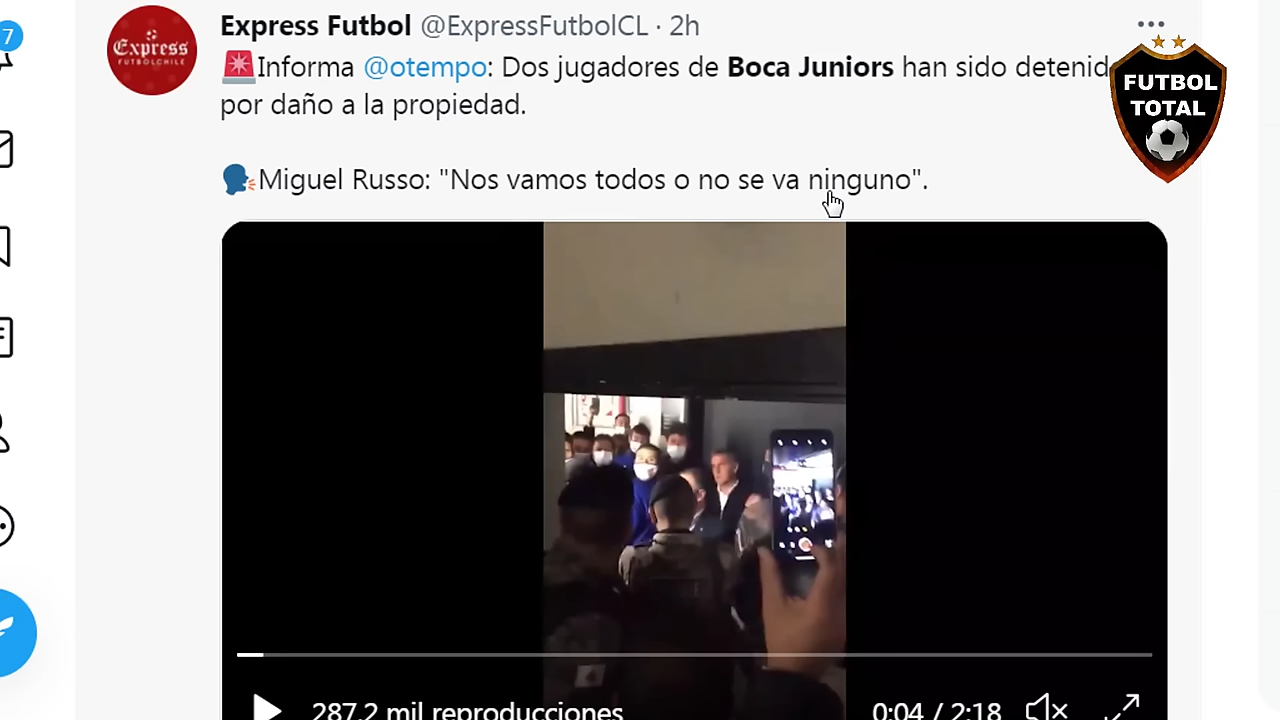 7
Express Futbol @ExpressFutbolCL · 2h
Express
FUTBOLCHILE
🚨Informa @otempo: Dos jugadores de Boca Juniors han sido
por daño a la propiedad.
FUTBOL
TOTAL
🗣Miguel Russo: "Nos vamos todos o no se va ninguno".
287,2 mil reproducciones
0:04 / 2:18